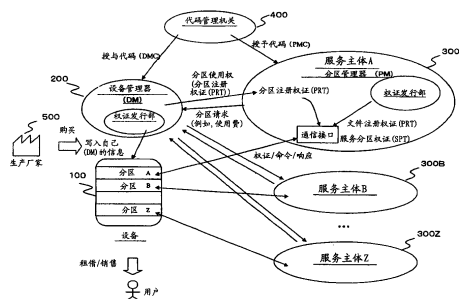 代码管理机关
400
授与代码(DMC)
授予代码(PMC)
300
服务主体A
分区管理器(PM)
200
设备管理器
(DM)
权证发行部
分区使用权
(分区注册
权证(PRT)
分区请求
(例如, 使用费)
分区注册权证(PRT)
权证发行部
文件注册权证(PRT)
服务分区权证(SPT)
通信接口
500
购买
写入自己
(DM)的信息
生产厂家
权证/命令/响应
100
分区 A
分区 B
分区 Z
设备
300B
服务主体B
...
300Z
服务主体Z
租借/销售
用户